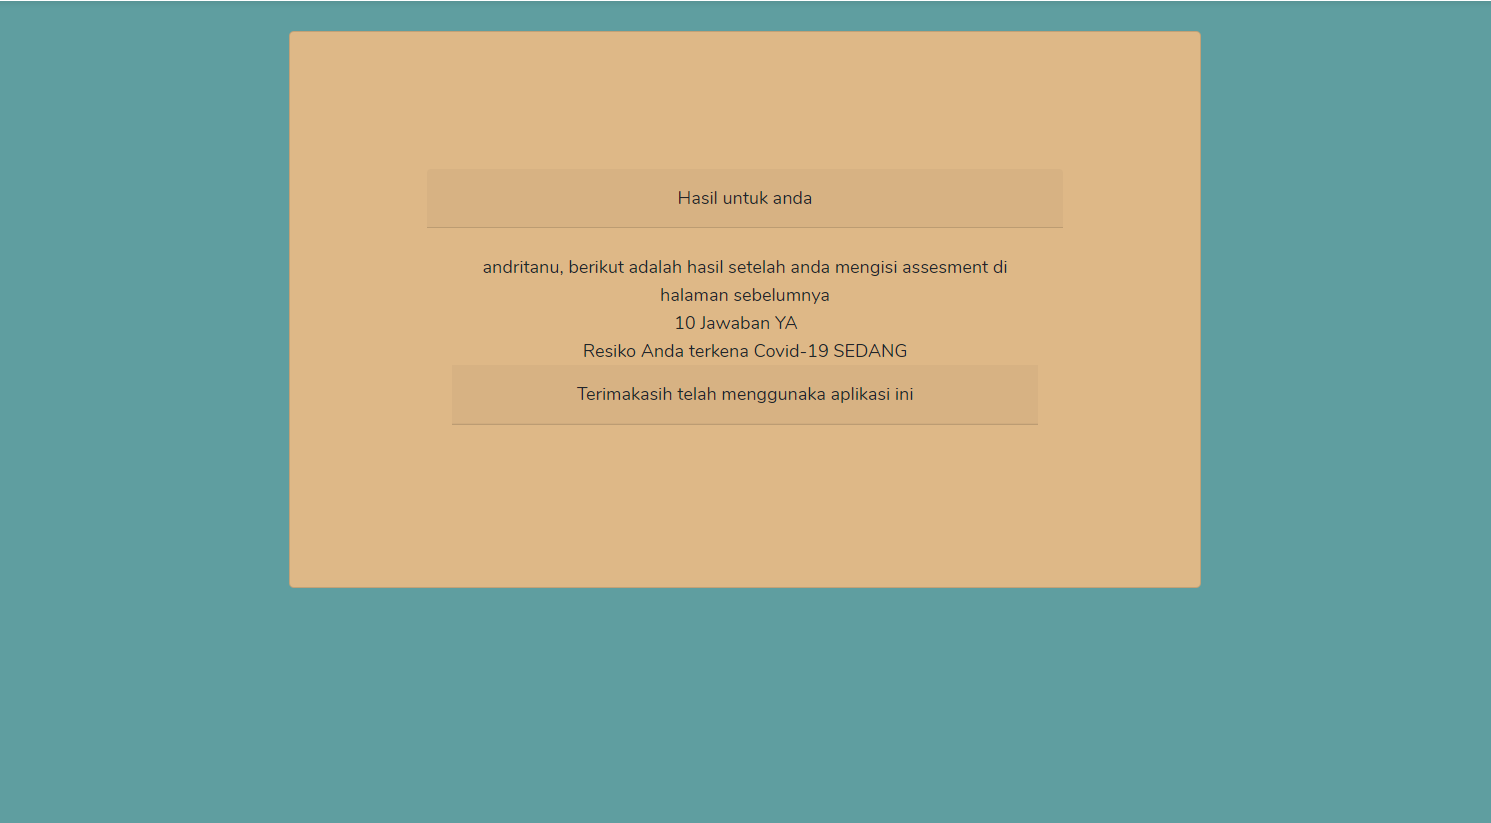 Hasil untuk anda
andritanu, berikut adalah hasil setelah anda mengisi assesment di
halaman sebelumnya
10 Jawaban YA
Resiko Anda terkena Covid-19 SEDANG
Terimakasih telah menggunaka aplikasi ini